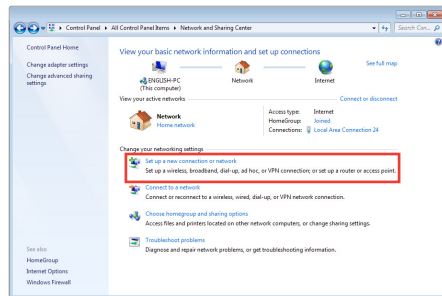 Control Panel ▸ All Control Panel Items ▸ Network and Sharing Center
Search Con...
Control Panel Home
Change adapter settings
Change advanced sharing
settings
View your basic network information and set up connections
See full map
ENGLISH-PC
(This computer)
Network
Internet
View your active networks
Connect or disconnect
Network
Home network
Access type: Internet
HomeGroup: Joined
Connections: Local Area Connection 24
Change your networking settings
Set up a new connection or network
Set up a wireless, broadband, dial-up, ad hoc, or VPN connection; or set up a router or access point.
Connect to a network
Connect or reconnect to a wireless, wired, dial-up, or VPN network connection.
Choose homegroup and sharing options
Access files and printers located on other network computers, or change sharing settings.
Troubleshoot problems
Diagnose and repair network problems, or get troubleshooting information.
See also
HomeGroup
Internet Options
Windows Firewall